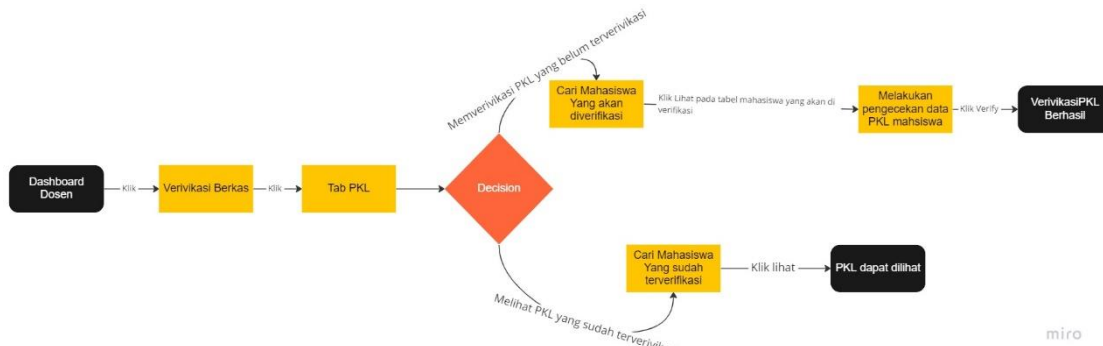 Memverivikasi PKL yang belum terverivikasi
Cari Mahasiswa
Yang akan
diverifikasi
Klik Lihat pada tabel mahasiswa yang akan di
verifikasi
Melakukan
pengecekan data
PKL mahsiswa
Klik Verify
VerivikasiPKL
Berhasil
Dashboard
Dosen
Klik
Verivikasi Berkas
Klik
Tab PKL
Decision
Melihat PKL yang sudah
Cari Mahasiswa
Yang sudah
terverifikasi
Klik lihat
PKL dapat dilihat
miro